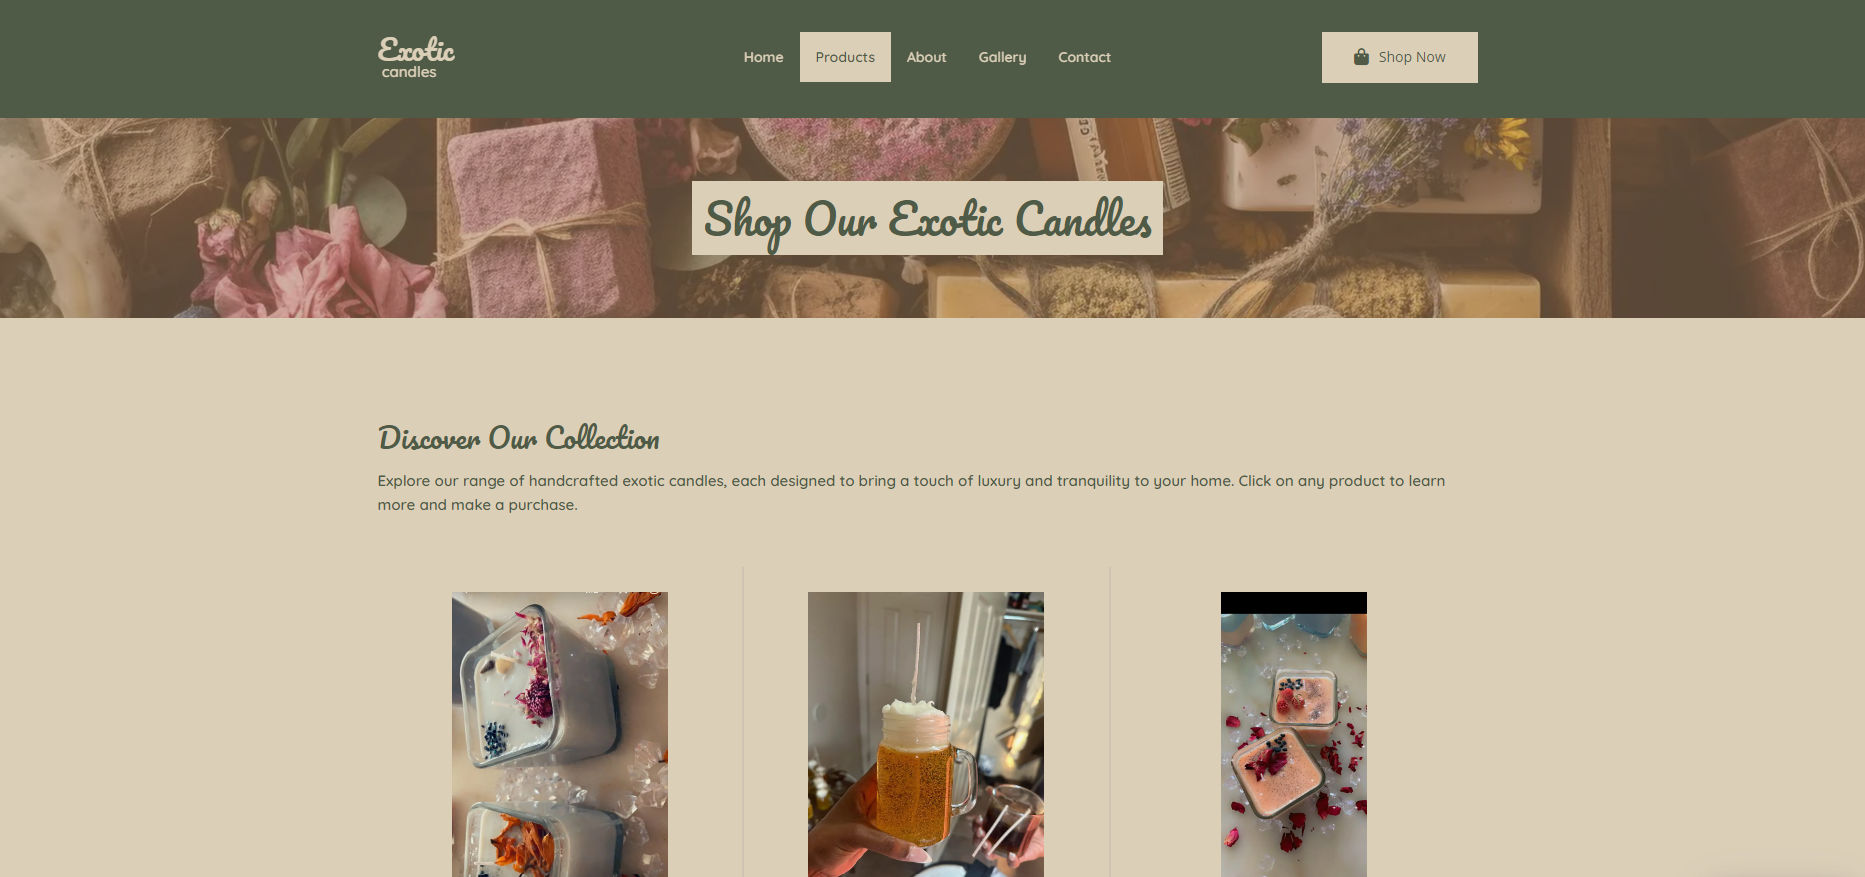 Exotic
candles
Home
Products
About
Gallery
Contact
Shop Now
Shop Our Exotic Candles
Discover Our Collection
Explore our range of handcrafted exotic candles, each designed to bring a touch of luxury and tranquility to your home. Click on any product to learn
more and make a purchase.